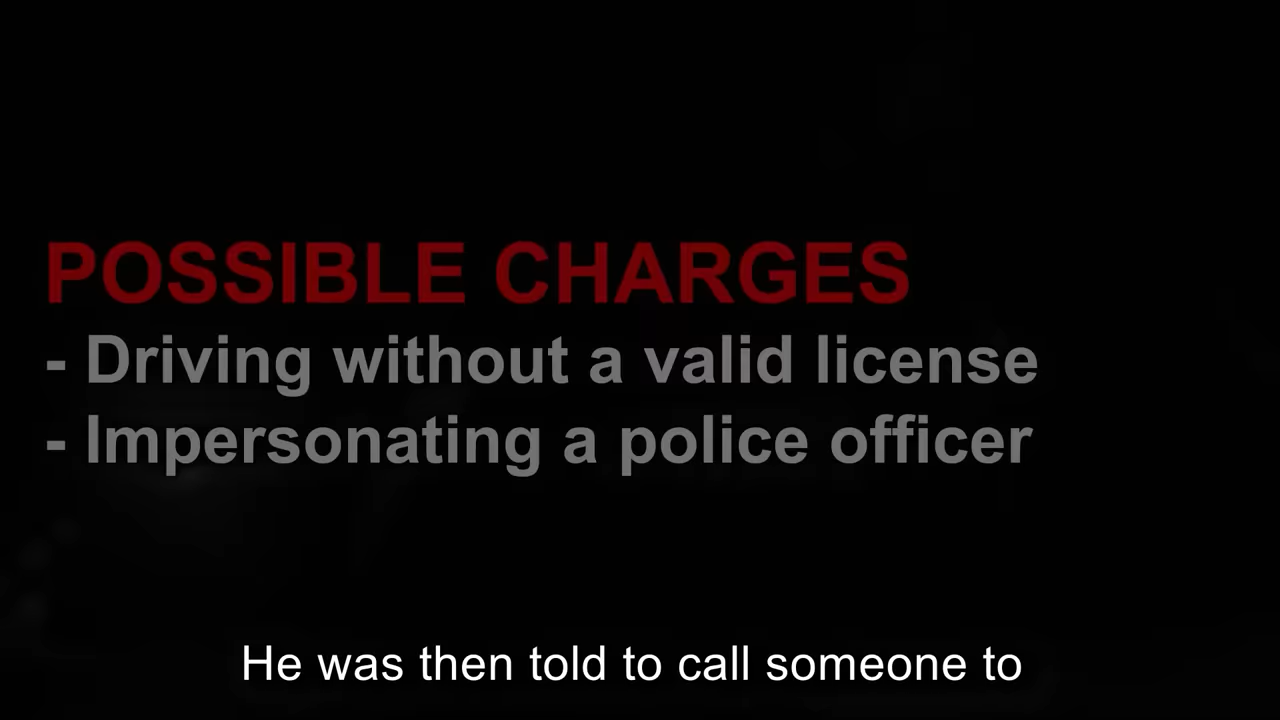 POSSIBLE CHARGES
- Driving without a valid license
- Impersonating a police officer
He was then told to call someone to